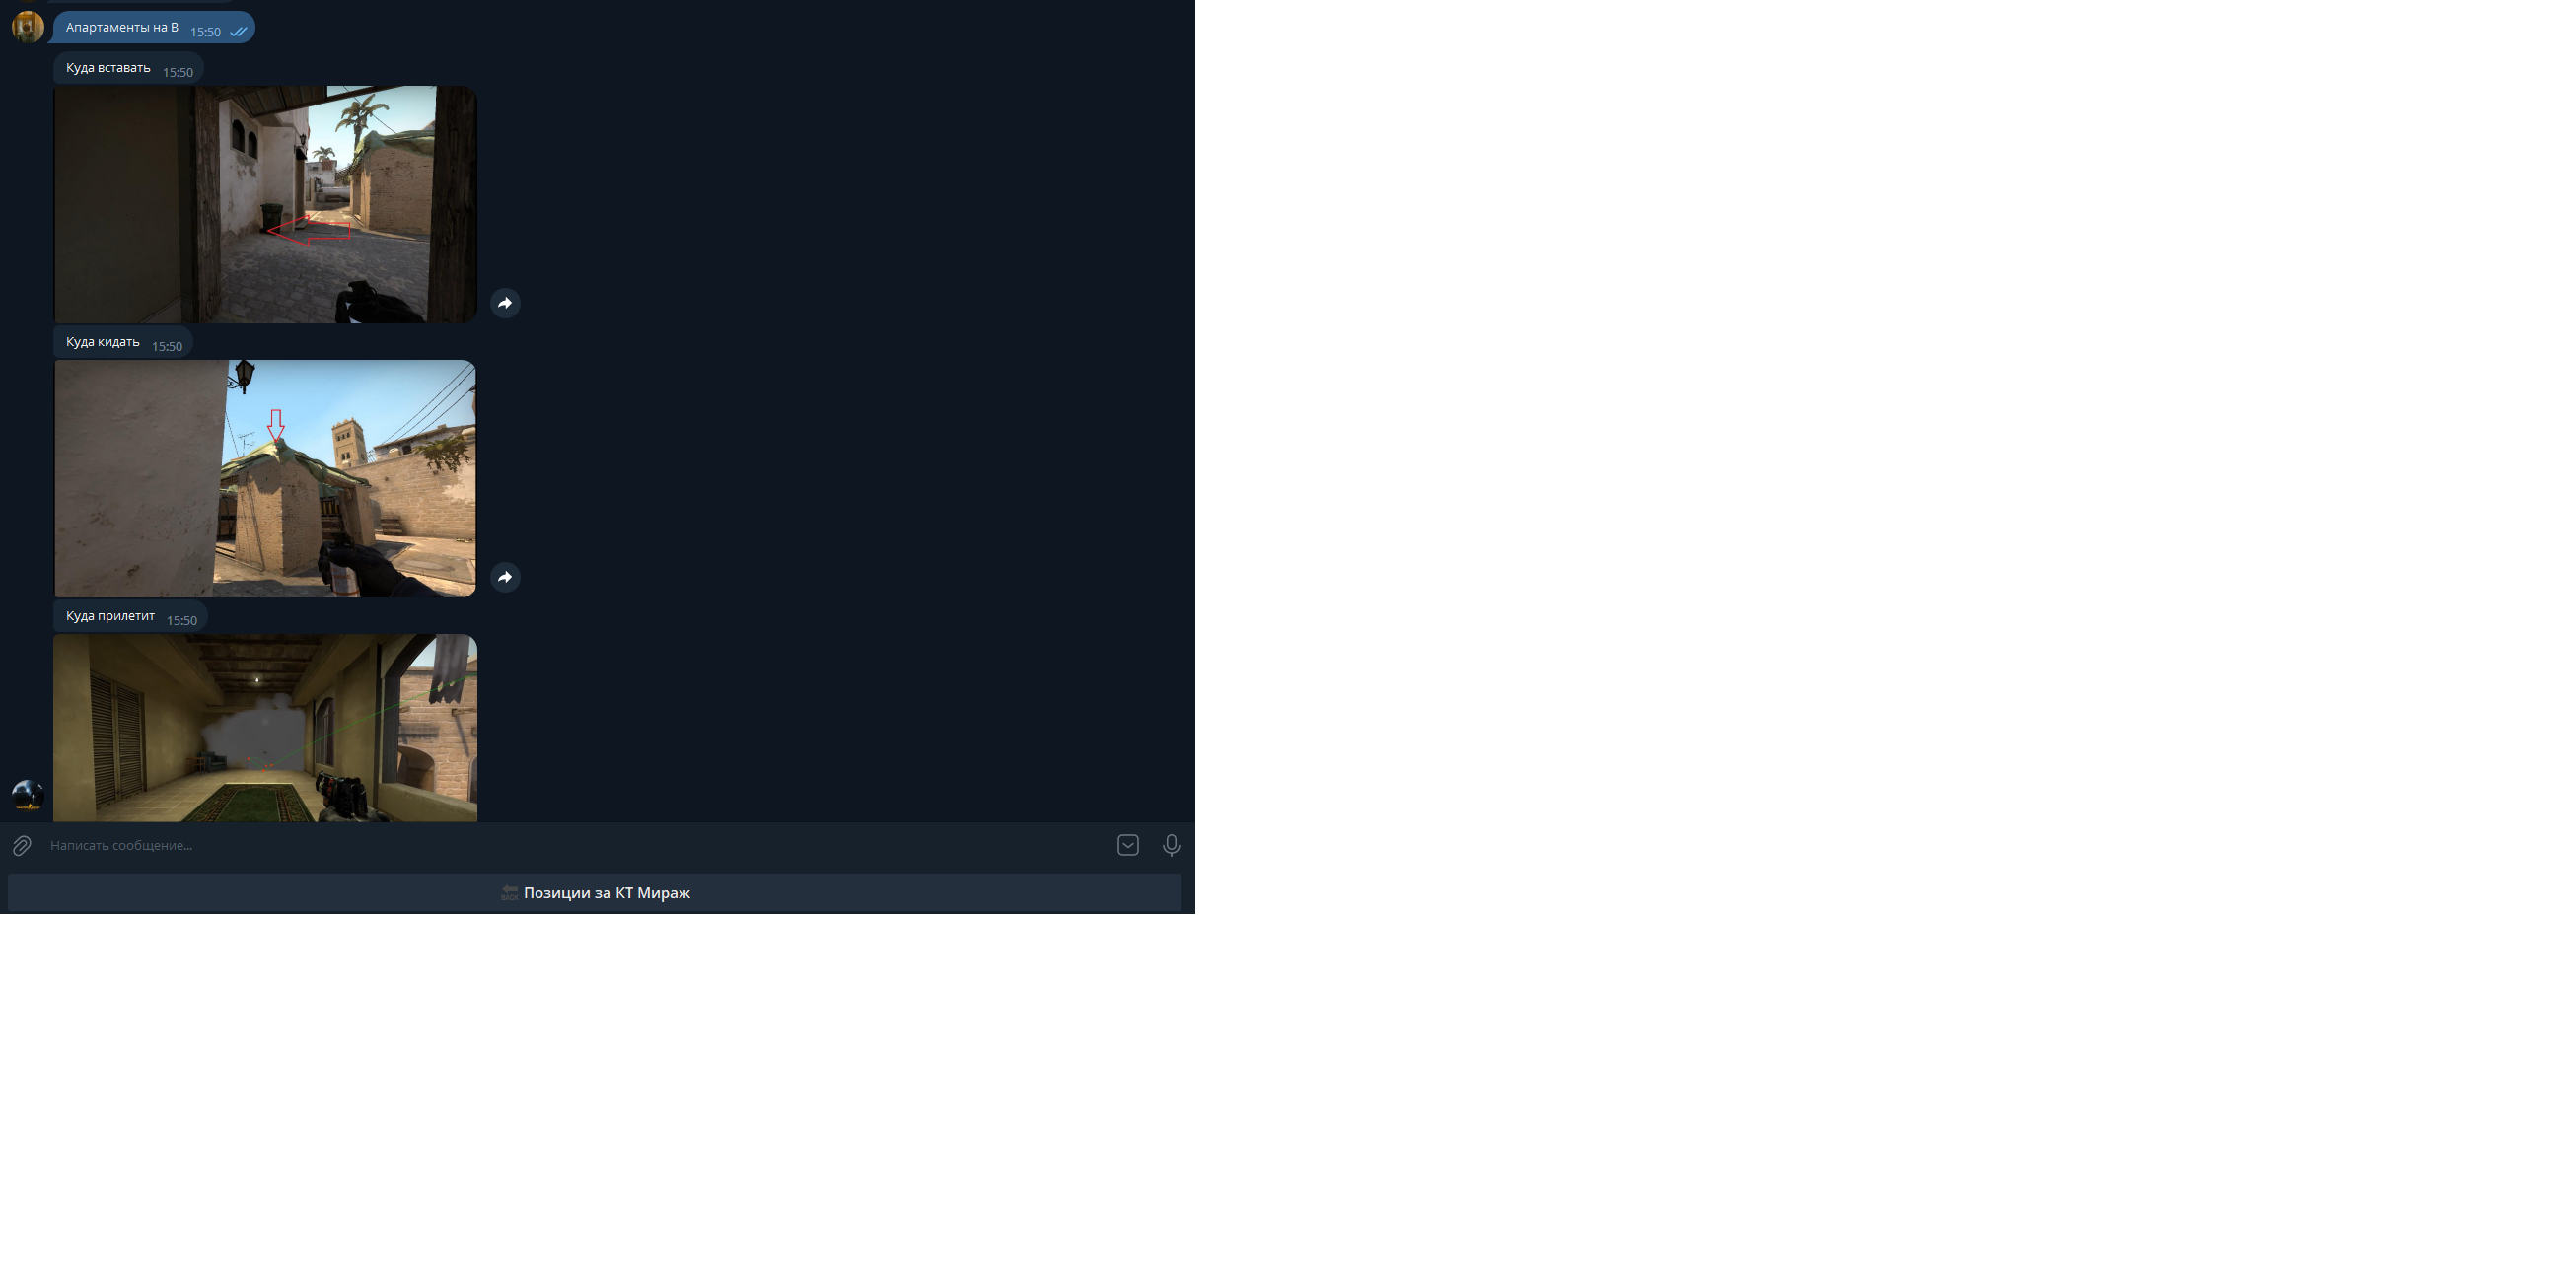 Апартаменты на В 15:50
Куда вставать 15:50
Куда кидать 15:50
Куда прилетит 15:50
Написать сообщение...
BACK Позиции за КТ Мираж